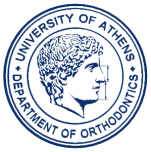 UNIVERSITY OF ATHENS
DEPARTMENT OF ORTHODONTICS